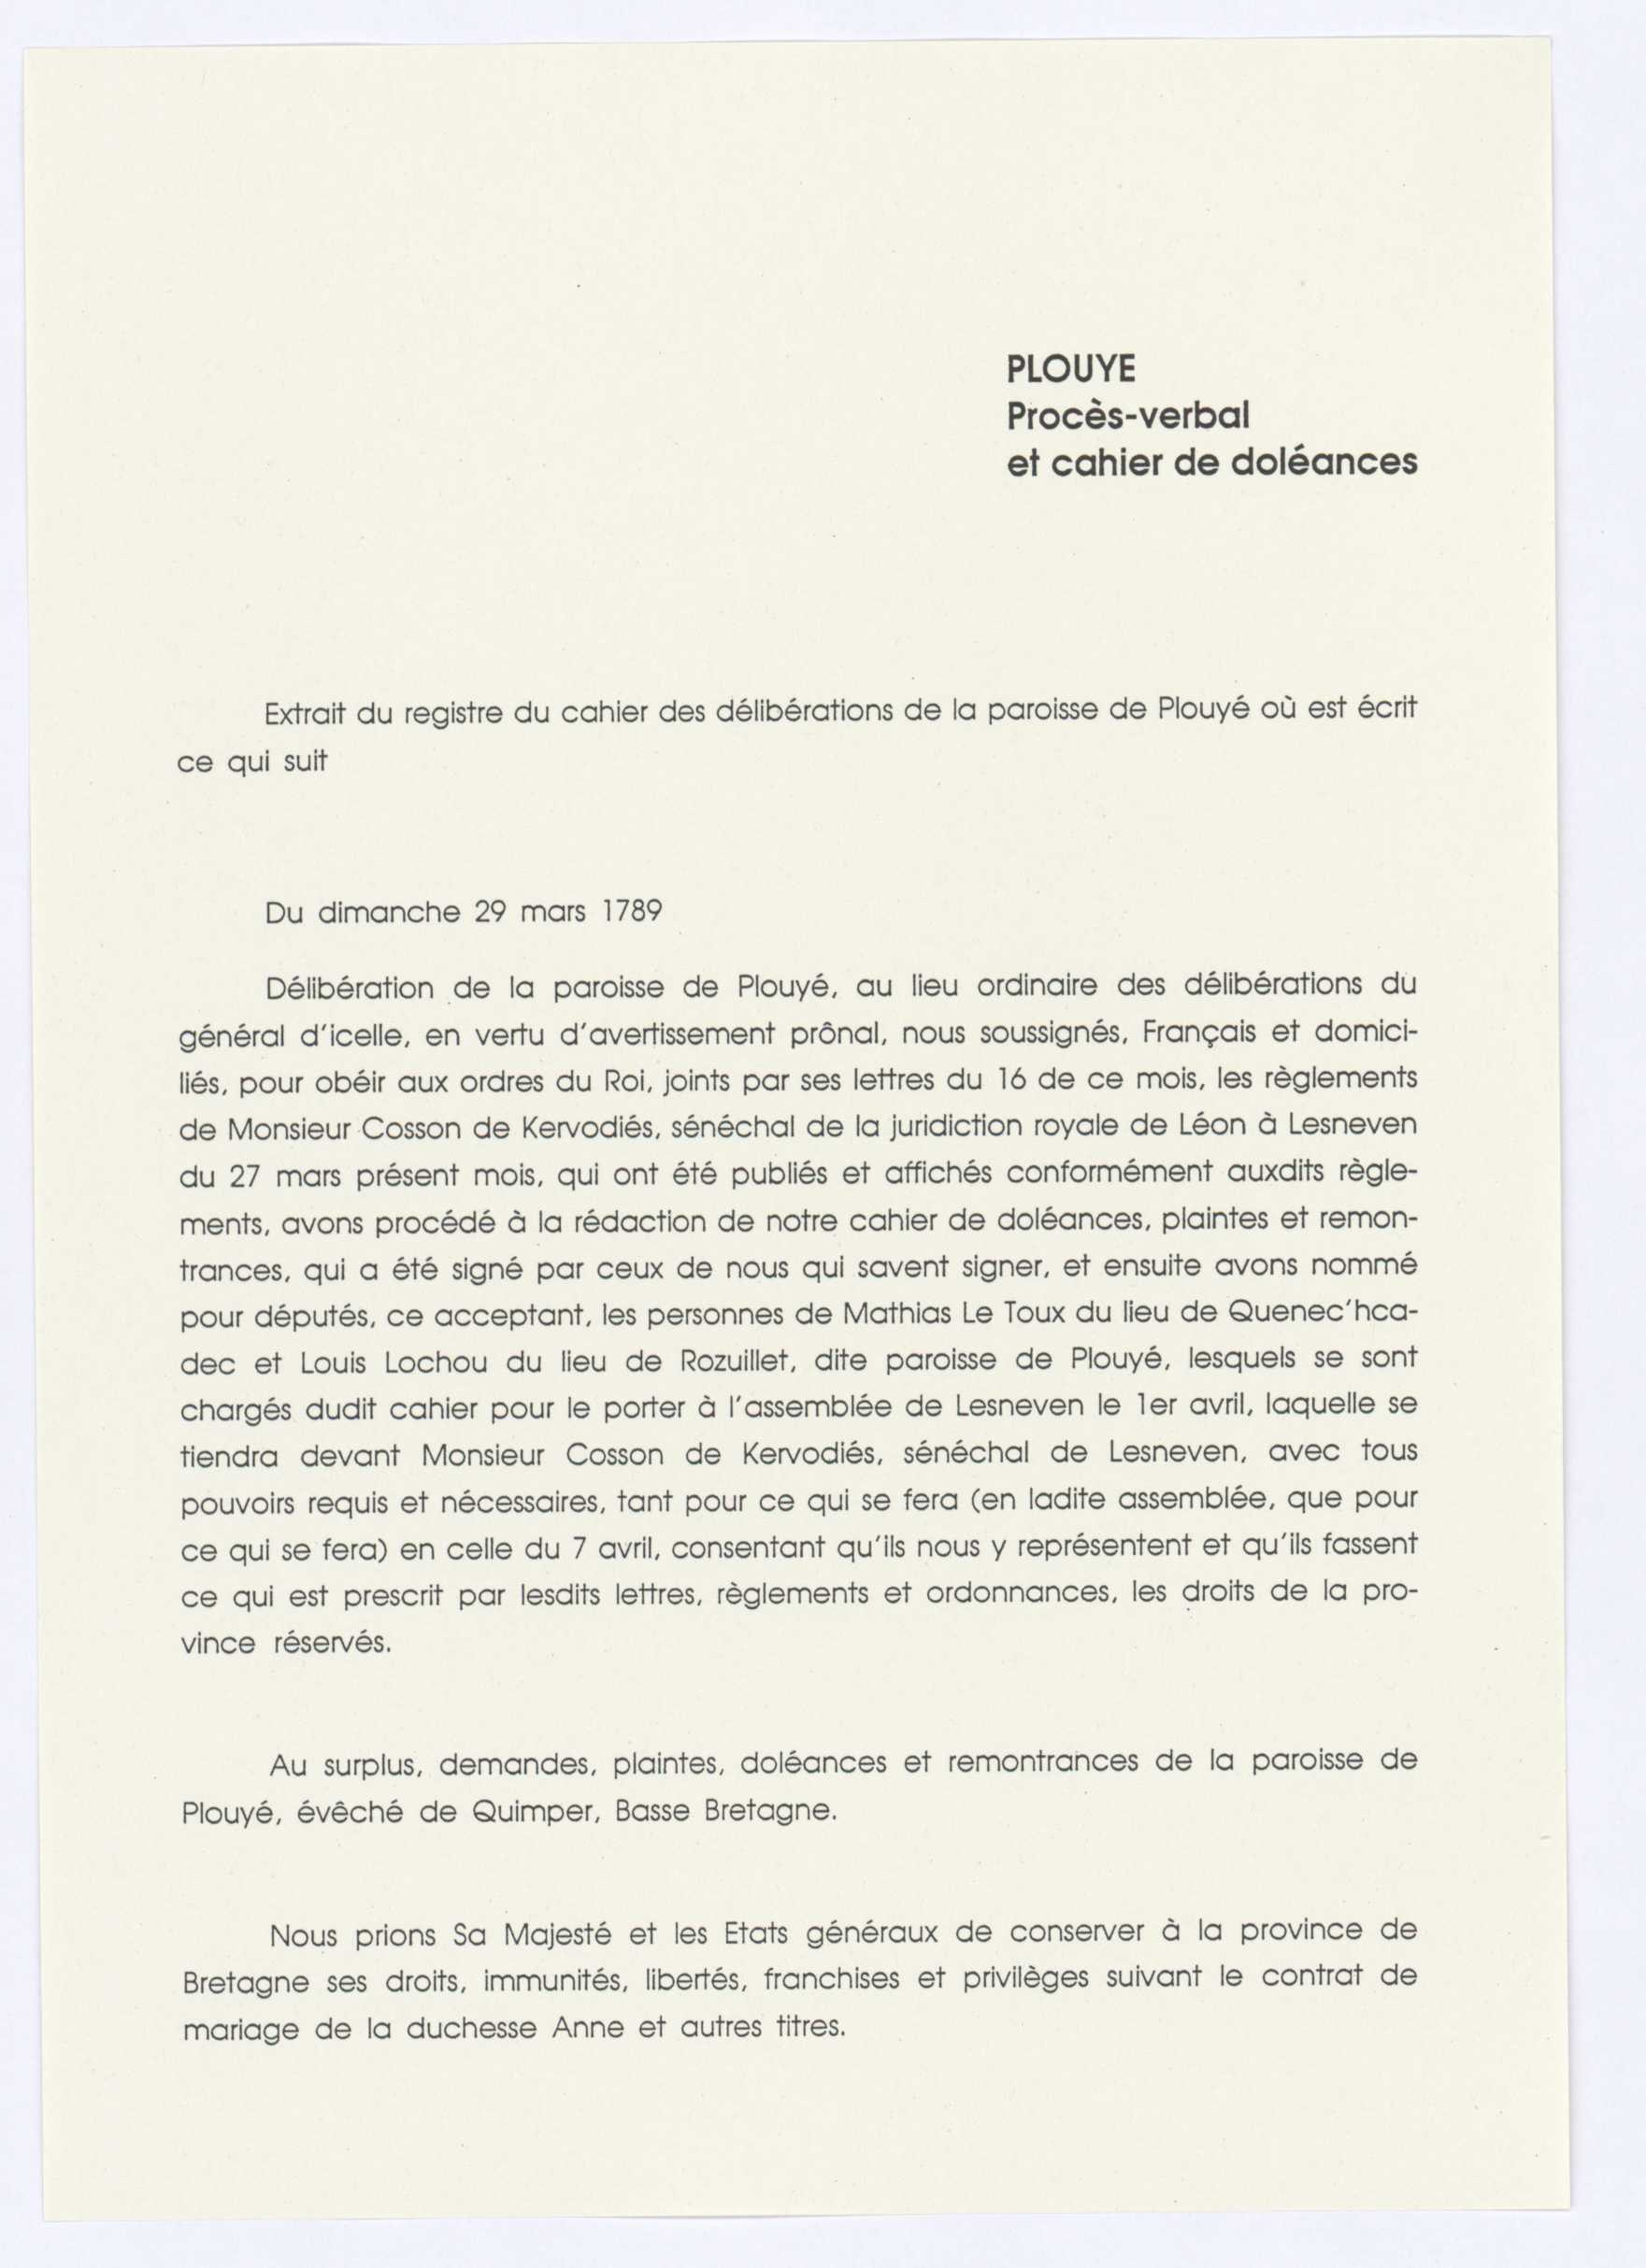 PLOUYE
Procès-verbal
et cahier de doléances
Extrait du registre du cahier des délibérations de la paroisse de Plouyé où est écrit
ce qui suit
Du dimanche 29 mars 1789
Délibération de la paroisse de Plouyé, au lieu ordinaire des délibérations du
général d'icelle, en vertu d'avertissement prônal, nous soussignés, Français et domici-
liés, pour obéir aux ordres du Roi, joints par ses lettres du 16 de ce mois, les règlements
de Monsieur Cosson de Kervodiés, sénéchal de la juridiction royale de Léon à Lesneven
du 27 mars présent mois, qui ont été publiés et affichés conformément auxdits règle-
ments, avons procédé à la rédaction de notre cahier de doléances, plaintes et remon-
trances, qui a été signé par ceux de nous qui savent signer, et ensuite avons nommé
pour députés, ce acceptant, les personnes de Mathias Le Toux du lieu de Quenec'hca-
dec et Louis Lochou du lieu de Rozuillet, dite paroisse de Plouyé, lesquels se sont
chargés dudit cahier pour le porter à l'assemblée de Lesneven le 1er avril, laquelle se
tiendra devant Monsieur Cosson de Kervodiés, sénéchal de Lesneven, avec tous
pouvoirs requis et nécessaires, tant pour ce qui se fera (en ladite assemblée, que pour
ce qui se fera) en celle du 7 avril, consentant qu'ils nous y représentent et qu'ils fassent
ce qui est prescrit par lesdits lettres, règlements et ordonnances, les droits de la pro-
vince réservés.
Au surplus, demandes, plaintes, doléances et remontrances de la paroisse de
Plouyé, évêché de Quimper, Basse Bretagne.
Nous prions Sa Majesté et les Etats généraux de conserver à la province de
Bretagne ses droits, immunités, libertés, franchises et privilèges suivant le contrat de
mariage de la duchesse Anne et autres titres.